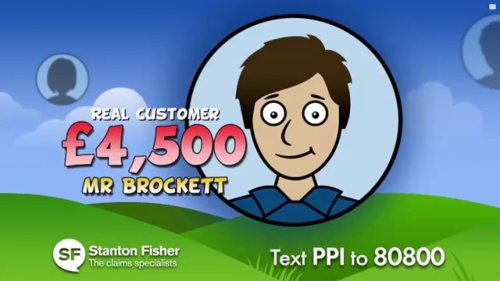 REAL CUSTOMER
£4,500
MR BROCKETT
SF
Stanton Fisher
The claims specialists
Text PPI to 80800